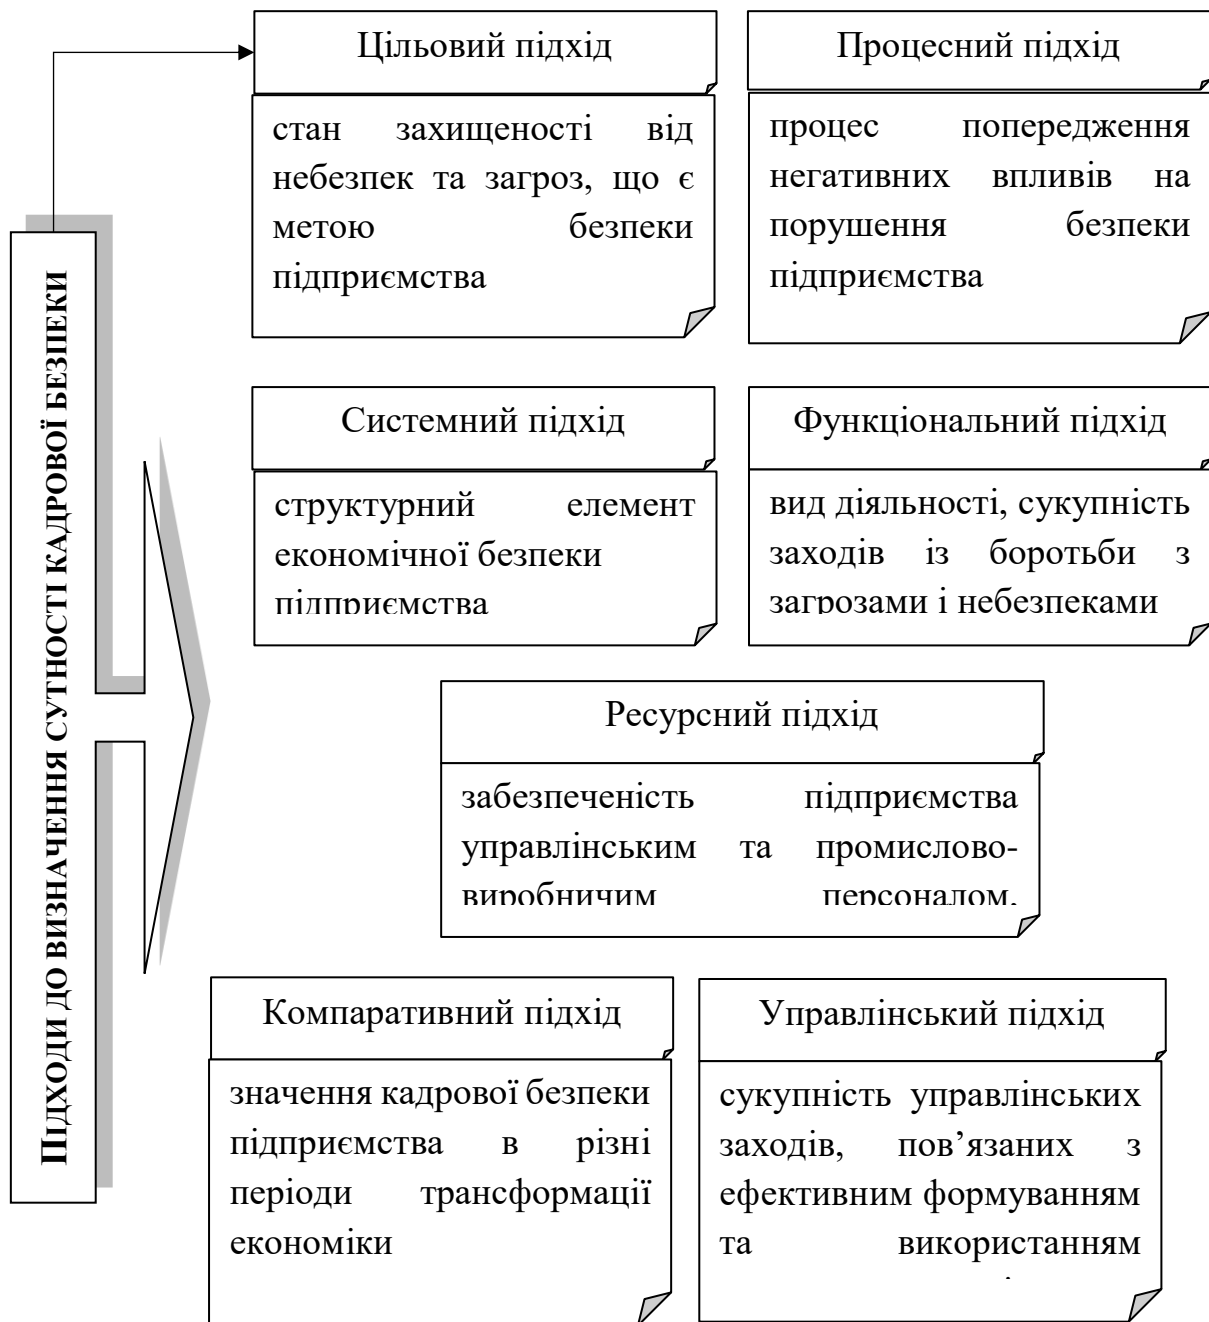 ПІДХОДИ ДО ВИЗНАЧЕННЯ СУТНОСТІ КАДРОВОЇ БЕЗПЕКИ
Цільовий підхід
стан захищеності від
небезпек та загроз, що є
метою безпеки
підприємства
Процесний підхід
процес попередження
негативних впливів на
порушення безпеки
підприємства
Системний підхід
структурний елемент
економічної безпеки
підприємства
Функціональний підхід
вид діяльності, сукупність
заходів із боротьби з
загрозами і небезпеками
Ресурсний підхід
забезпеченість підприємства
управлінським та промислово-
виробничим персоналом,
Компаративний підхід
значення кадрової безпеки
підприємства в різні
періоди трансформації
економіки
Управлінський підхід
сукупність управлінських
заходів, пов’язаних з
ефективним формуванням
та використанням